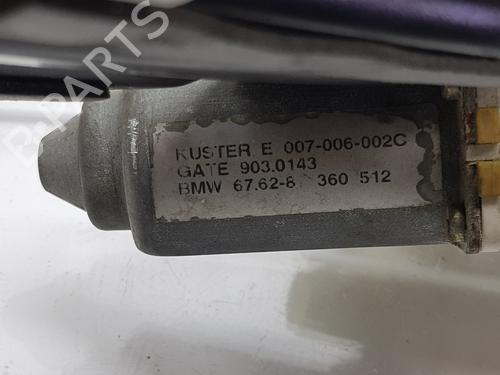 B-PARTS
KUSTER E 007-006-002C
GATE 903.0143
BMW 67.62-8 360 512